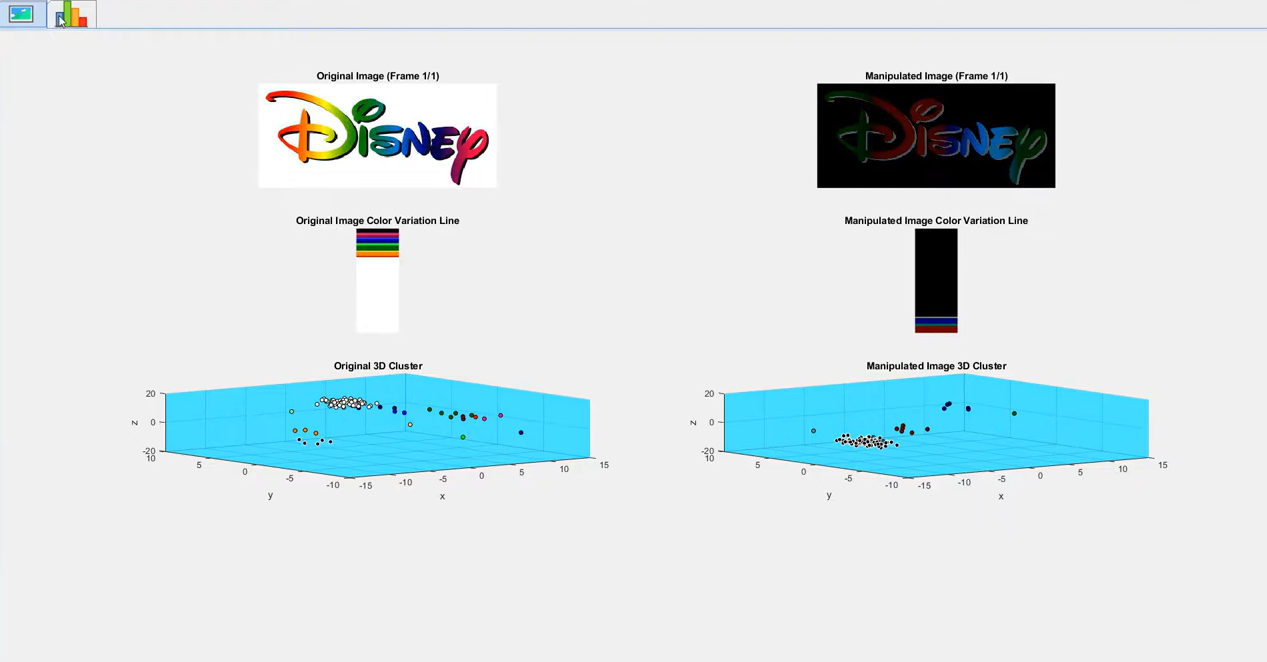 Original Image (Frame 1/1)
Manipulated Image (Frame 1/1)
DISNEY
DISNEY
Original Image Color Variation Line
Manipulated Image Color Variation Line
Original 3D Cluster
Manipulated Image 3D Cluster
20
0
-20
z
10
5
0
-5
-10
y
-15
-10
-5
0
5
10
15
x
20
0
-20
z
10
5
0
-5
-10
y
-15
-10
-5
0
5
10
15
x